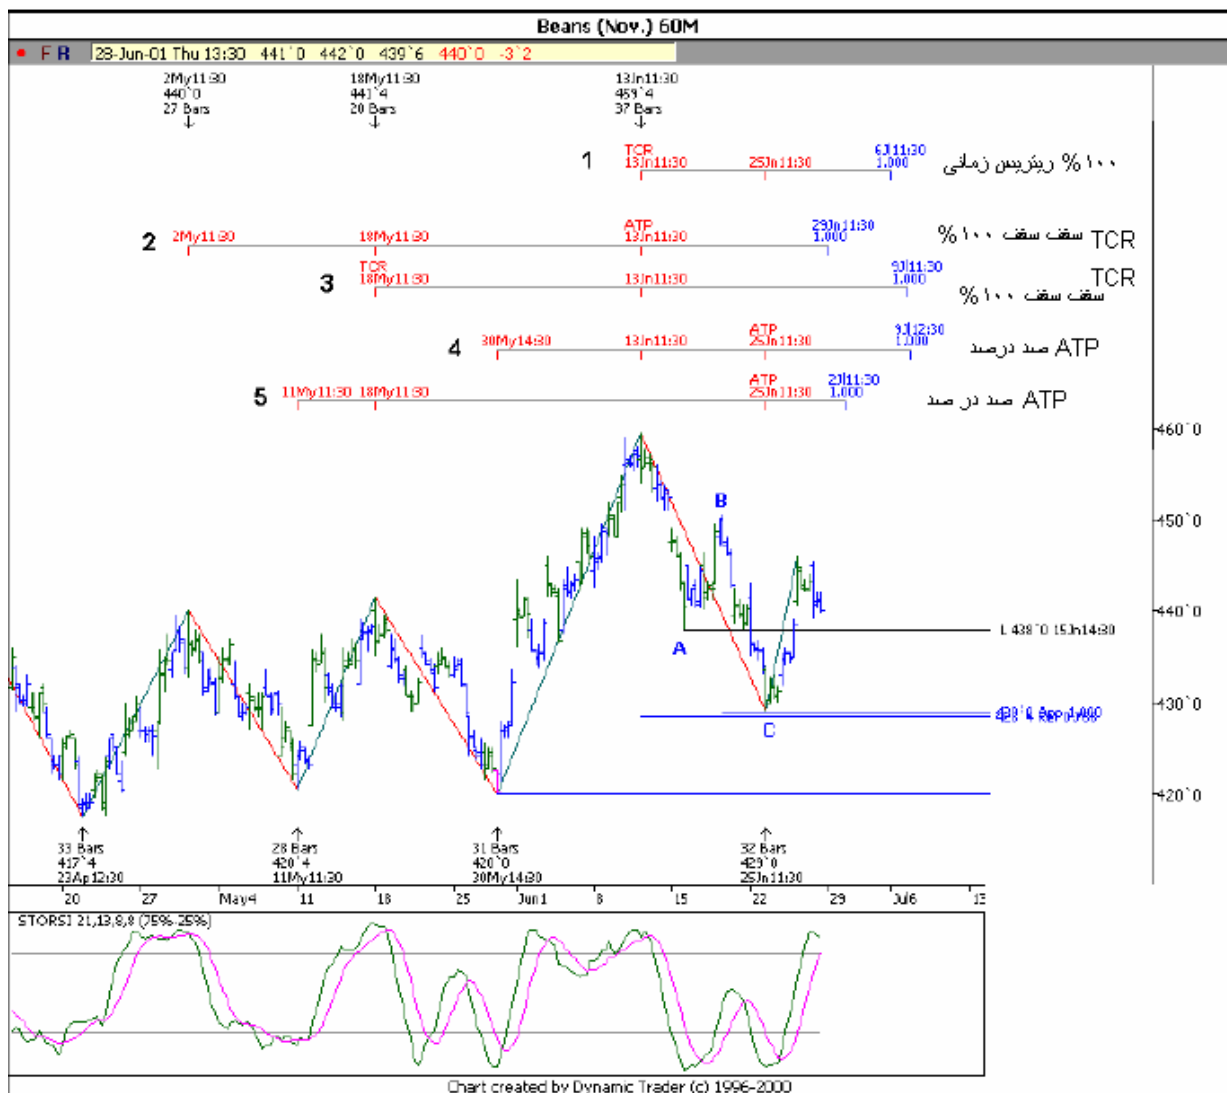 Beans (Nov.) 60M
F R 28-Jun-01 Thu 13:30 441`0 442`0 439`6 440`0 -3`2
2My11:30 18My11:30 13Jn11:30
440`0 441`4 459`4
27 Bars 20 Bars 37 Bars
TCR 6Jl11:30
1 13Jn11:30 25Jn11:30 1.000 ۱۰۰ % ریتریس زمانی
ATP 29Jn11:30
2 2My11:30 18My11:30 13Jn11:30 1.000 TCR سقف سقف ۱۰۰ %
TCR 9Jl11:30 TCR
3 18My11:30 13Jn11:30 1.000 سقف سقف ۱۰۰ %
ATP 9Jl12:30
4 30My14:30 13Jn11:30 25Jn11:30 1.000 ATP صد درصد
ATP 2Jl11:30
5 11My11:30 18My11:30 25Jn11:30 1.000 ATP صد در صد
460`0
450`0
B
440`0
L 438`0 15Jn14:30
A
430`0
C
420`0
33 Bars 28 Bars 31 Bars 32 Bars
417`4 420`4 420`0 429`0
23Ap12:30 11My11:30 30My14:30 25Jn11:30
20 27 May4 11 18 25 Jun1 8 15 22 29 Jul6 13
STORSI 21,13,8,8 (75%-25%)
Chart created by Dynamic Trader (c) 1996-2000